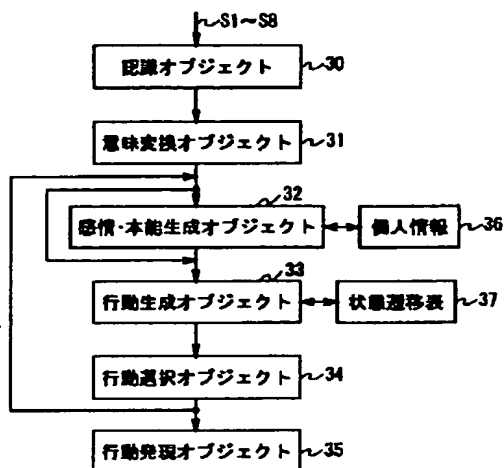 S1～S8
認識オブジェクト 30
意味変換オブジェクト 31
32
感情・本能生成オブジェクト 個人情報 36
33
行動生成オブジェクト 状態遷移表 37
行動選択オブジェクト 34
行動発現オブジェクト 35